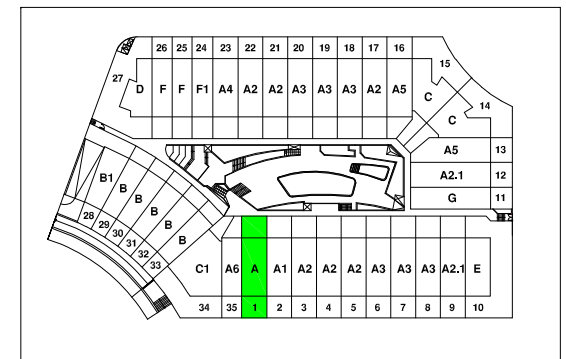 26 25 24 23 22 21 20 19 18 17 16
15
27
D F F F1 A4 A A2 A3 A3 A3 A2 A5
C
14
C
A5 13
A2.1 12
G 11
B1
B
B
B
B
B
28
29
30
31
32
33
C1 A6 A A1 A2 A2 A2 A3 A3 A3 A2.1 E
34 35 1 2 3 4 5 6 7 8 9 10